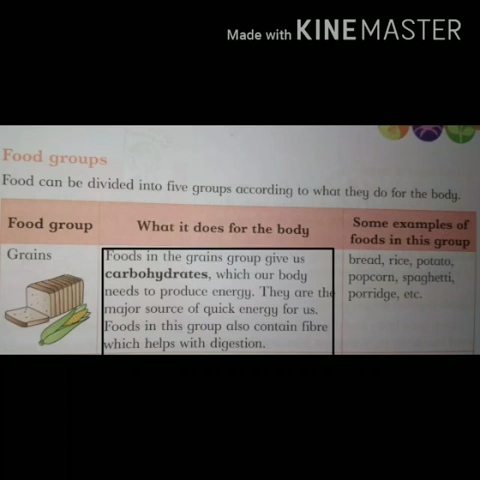 Made with KINEMASTER
Food groups
Food can be divided into five groups according to what they do for the body.
Food group
What it does for the body
Some examples of
foods in this group
Grains
Foods in the grains group give us
carbohydrates, which our body
needs to produce energy. They are the
major source of quick energy for us.
Foods in this group also contain fibre
which helps with digestion.
bread, rice, potato,
popcorn, spaghetti,
porridge, etc.